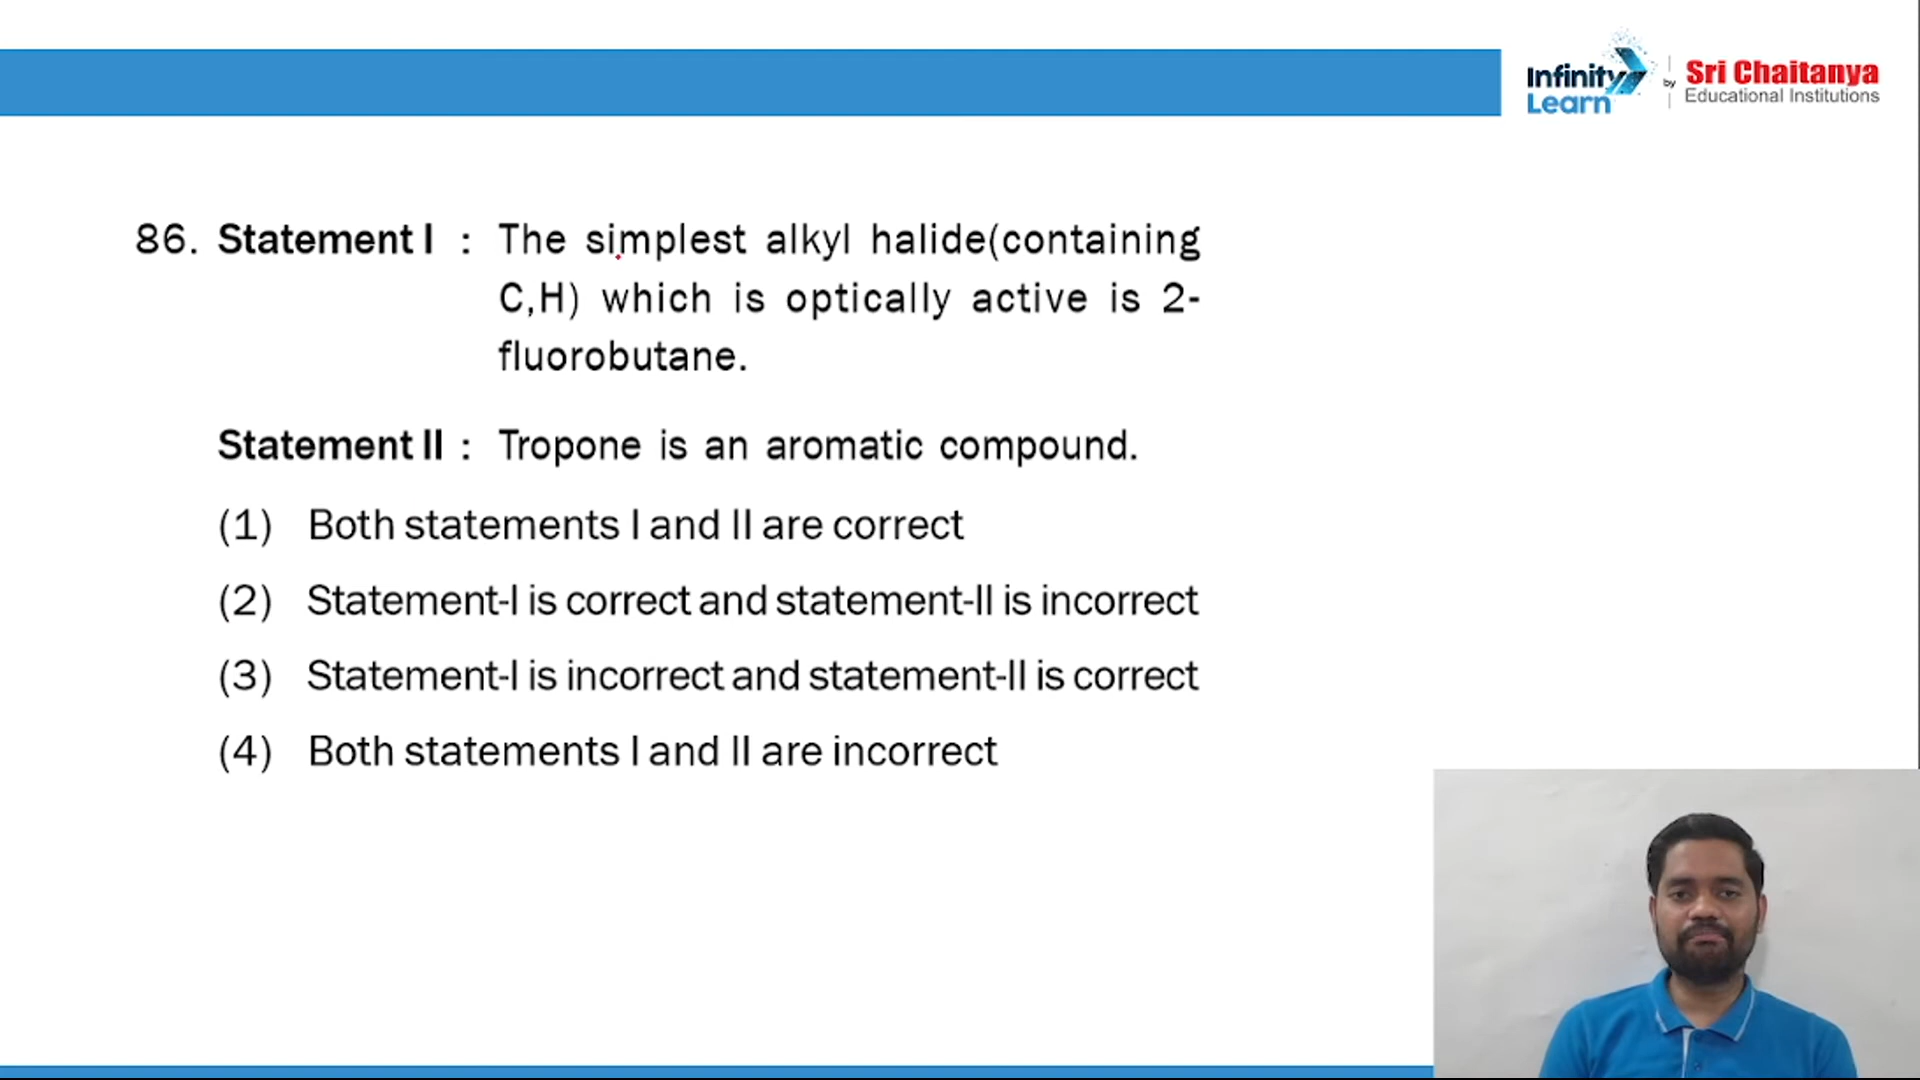 Infinity Learn by Sri Chaitanya Educational Institutions
86. Statement I : The simplest alkyl halide(containing
C,H) which is optically active is 2-
fluorobutane.
Statement II : Tropone is an aromatic compound.
(1) Both statements I and II are correct
(2) Statement-I is correct and statement-II is incorrect
(3) Statement-I is incorrect and statement-II is correct
(4) Both statements I and II are incorrect